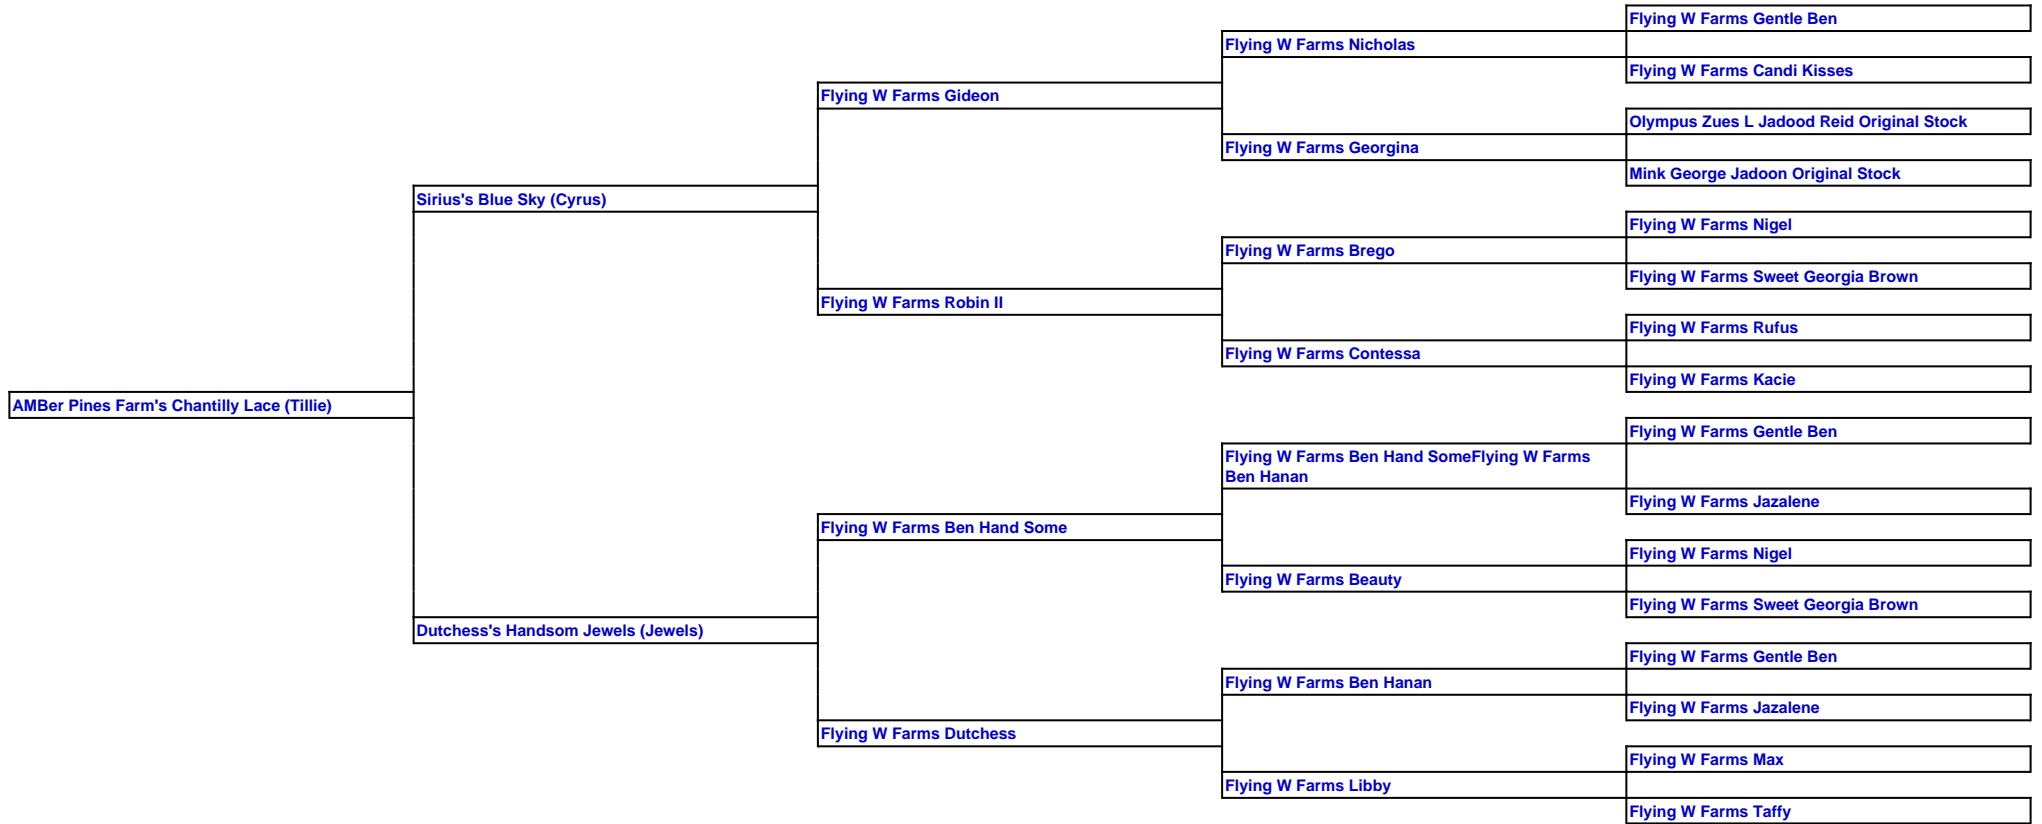 Flying W Farms Gentle Ben
Flying W Farms Nicholas
Flying W Farms Candi Kisses
Flying W Farms Gideon
Olympus Zues L Jadood Reid Original Stock
Flying W Farms Georgina
Mink George Jadoon Original Stock
Sirius's Blue Sky (Cyrus)
Flying W Farms Nigel
Flying W Farms Brego
Flying W Farms Sweet Georgia Brown
Flying W Farms Robin II
Flying W Farms Rufus
Flying W Farms Contessa
Flying W Farms Kacie
AMBer Pines Farm's Chantilly Lace (Tillie)
Flying W Farms Gentle Ben
Flying W Farms Ben Hand SomeFlying W Farms
Ben Hanan
Flying W Farms Jazalene
Flying W Farms Ben Hand Some
Flying W Farms Nigel
Flying W Farms Beauty
Flying W Farms Sweet Georgia Brown
Dutchess's Handsom Jewels (Jewels)
Flying W Farms Gentle Ben
Flying W Farms Ben Hanan
Flying W Farms Jazalene
Flying W Farms Dutchess
Flying W Farms Max
Flying W Farms Libby
Flying W Farms Taffy